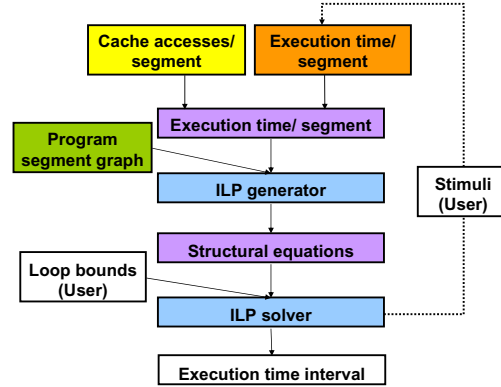 Cache accesses/
segment
Execution time/
segment
Execution time/ segment
Program
segment graph
ILP generator
Stimuli
(User)
Structural equations
Loop bounds
(User)
ILP solver
Execution time interval